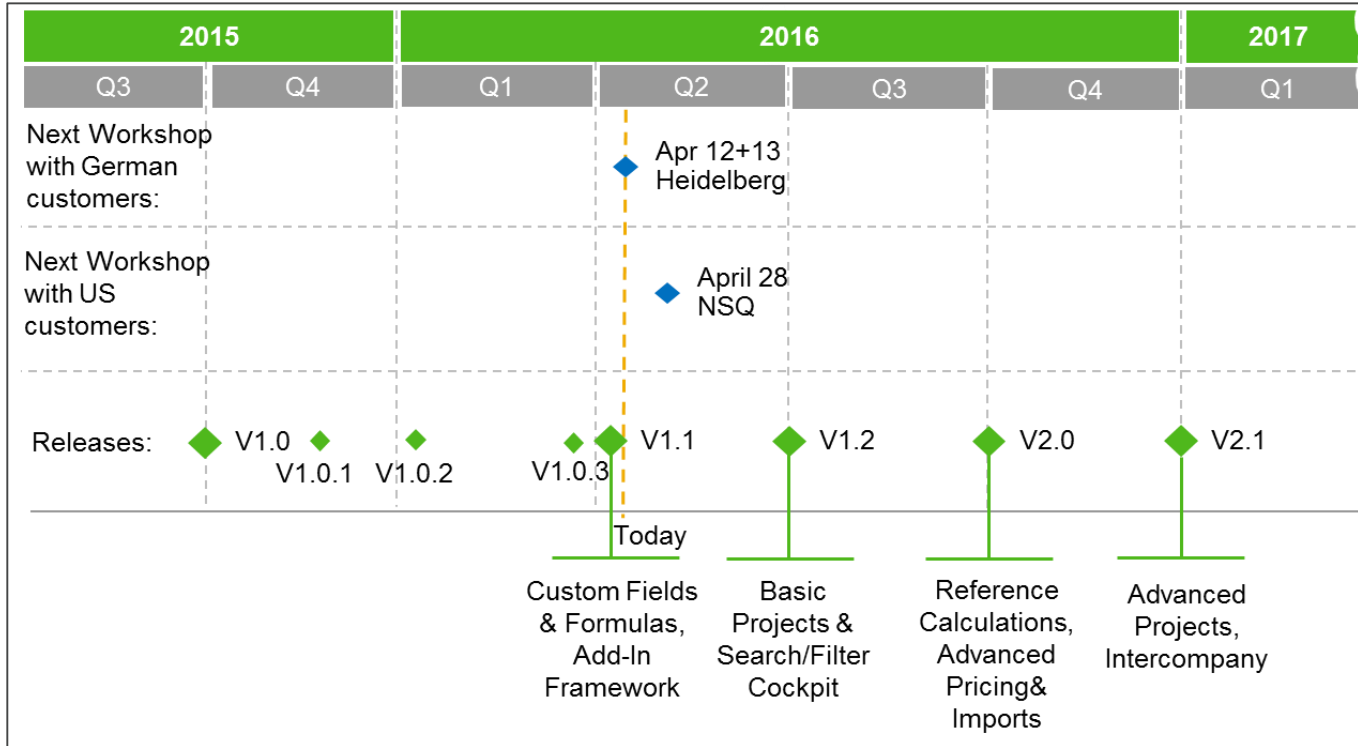 2015
2016
2017
Q3
Q4
Q1
Q2
Q3
Q4
Q1
Next Workshop
with German
customers:
Apr 12+13
Heidelberg
Next Workshop
with US
customers:
April 28
NSQ
Releases:
V1.0
V1.0.1
V1.0.2
V1.0.3
V1.1
V1.2
V2.0
V2.1
Today
Custom Fields
& Formulas,
Add-In
Framework
Basic
Projects &
Search/Filter
Cockpit
Reference
Calculations,
Advanced
Pricing&
Imports
Advanced
Projects,
Intercompany